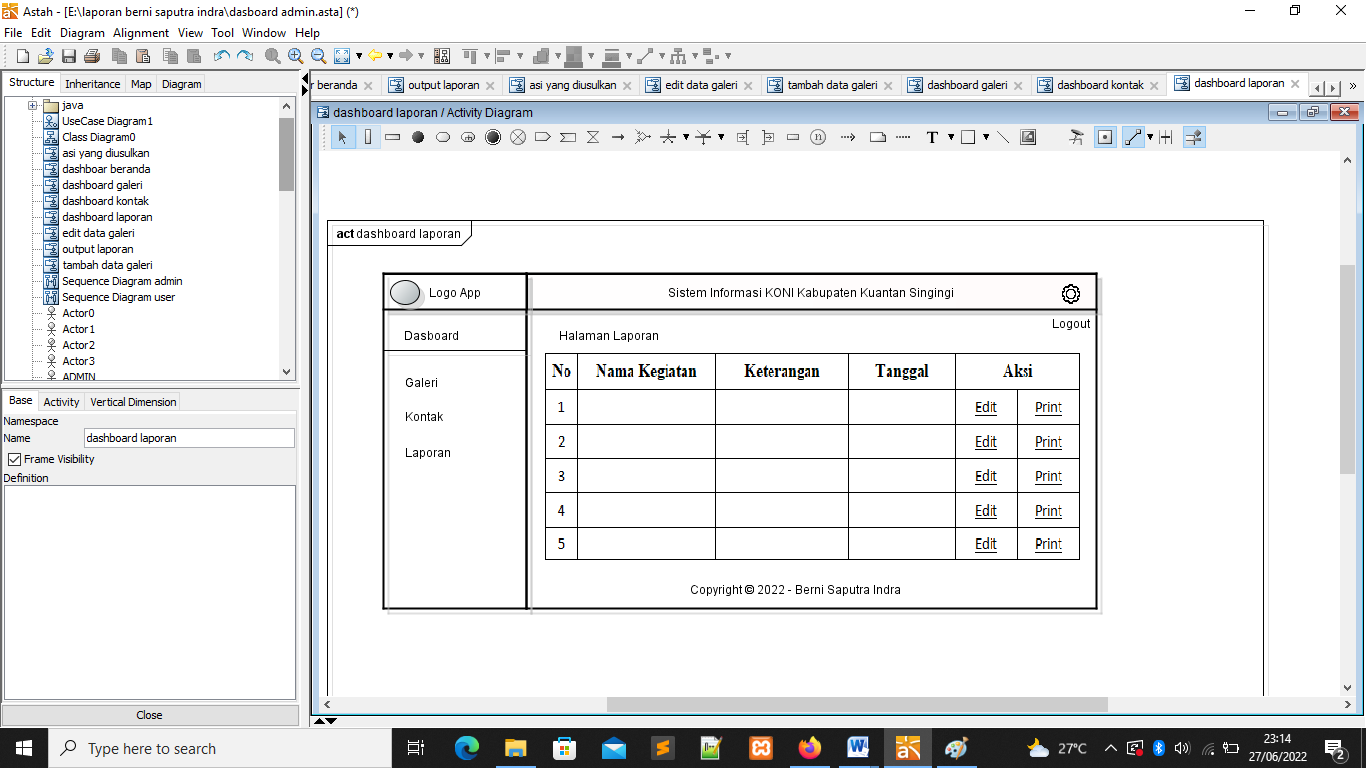 Astah - [E:\laporan berni saputra indra\dasboard admin.asta] (*)
File Edit Diagram Alignment View Tool Window Help
Structure Inheritance Map Diagram
java
UseCase Diagram1
Class Diagram0
asi yang diusulkan
dashboar beranda
dashboard galeri
dashboard kontak
dashboard laporan
edit data galeri
output laporan
tambah data galeri
Sequence Diagram admin
Sequence Diagram user
Actor0
Actor1
Actor2
Actor3
ADMIN
Base Activity Vertical Dimension
Namespace
Name dashboard laporan
Frame Visibility
Definition
Close
r beranda output laporan asi yang diusulkan edit data galeri tambah data galeri dashboard galeri dashboard kontak dashboard laporan
dashboard laporan / Activity Diagram
n T
act dashboard laporan
Logo App Sistem Informasi KONI Kabupaten Kuantan Singingi
Logout
Dasboard
Galeri
Kontak
Laporan
Halaman Laporan
No Nama Kegiatan Keterangan Tanggal Aksi
1 Edit Print
2 Edit Print
3 Edit Print
4 Edit Print
5 Edit Print
Copyright © 2022 - Berni Saputra Indra
Type here to search
27°C
23:14
27/06/2022
2